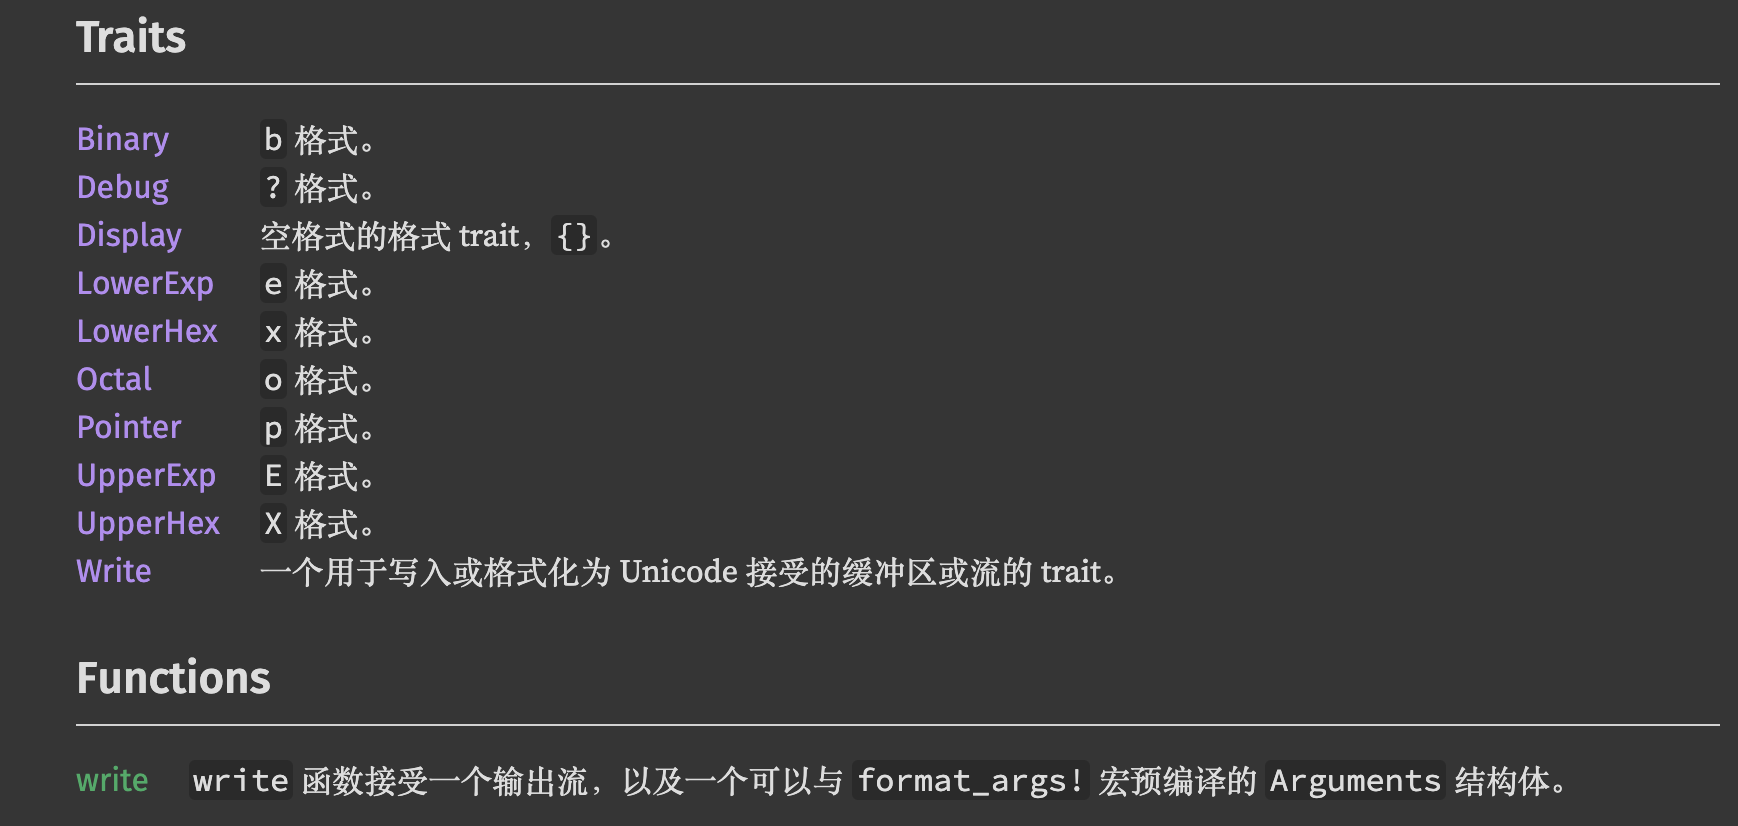 Traits
Binary b 格式。
Debug ? 格式。
Display 空格式的格式 trait，{}。
LowerExp e 格式。
LowerHex x 格式。
Octal o 格式。
Pointer p 格式。
UpperExp E 格式。
UpperHex X 格式。
Write 一个用于写入或格式化为 Unicode 接受的缓冲区或流的 trait。
Functions
write write 函数接受一个输出流，以及一个可以与 format_args! 宏预编译的 Arguments 结构体。